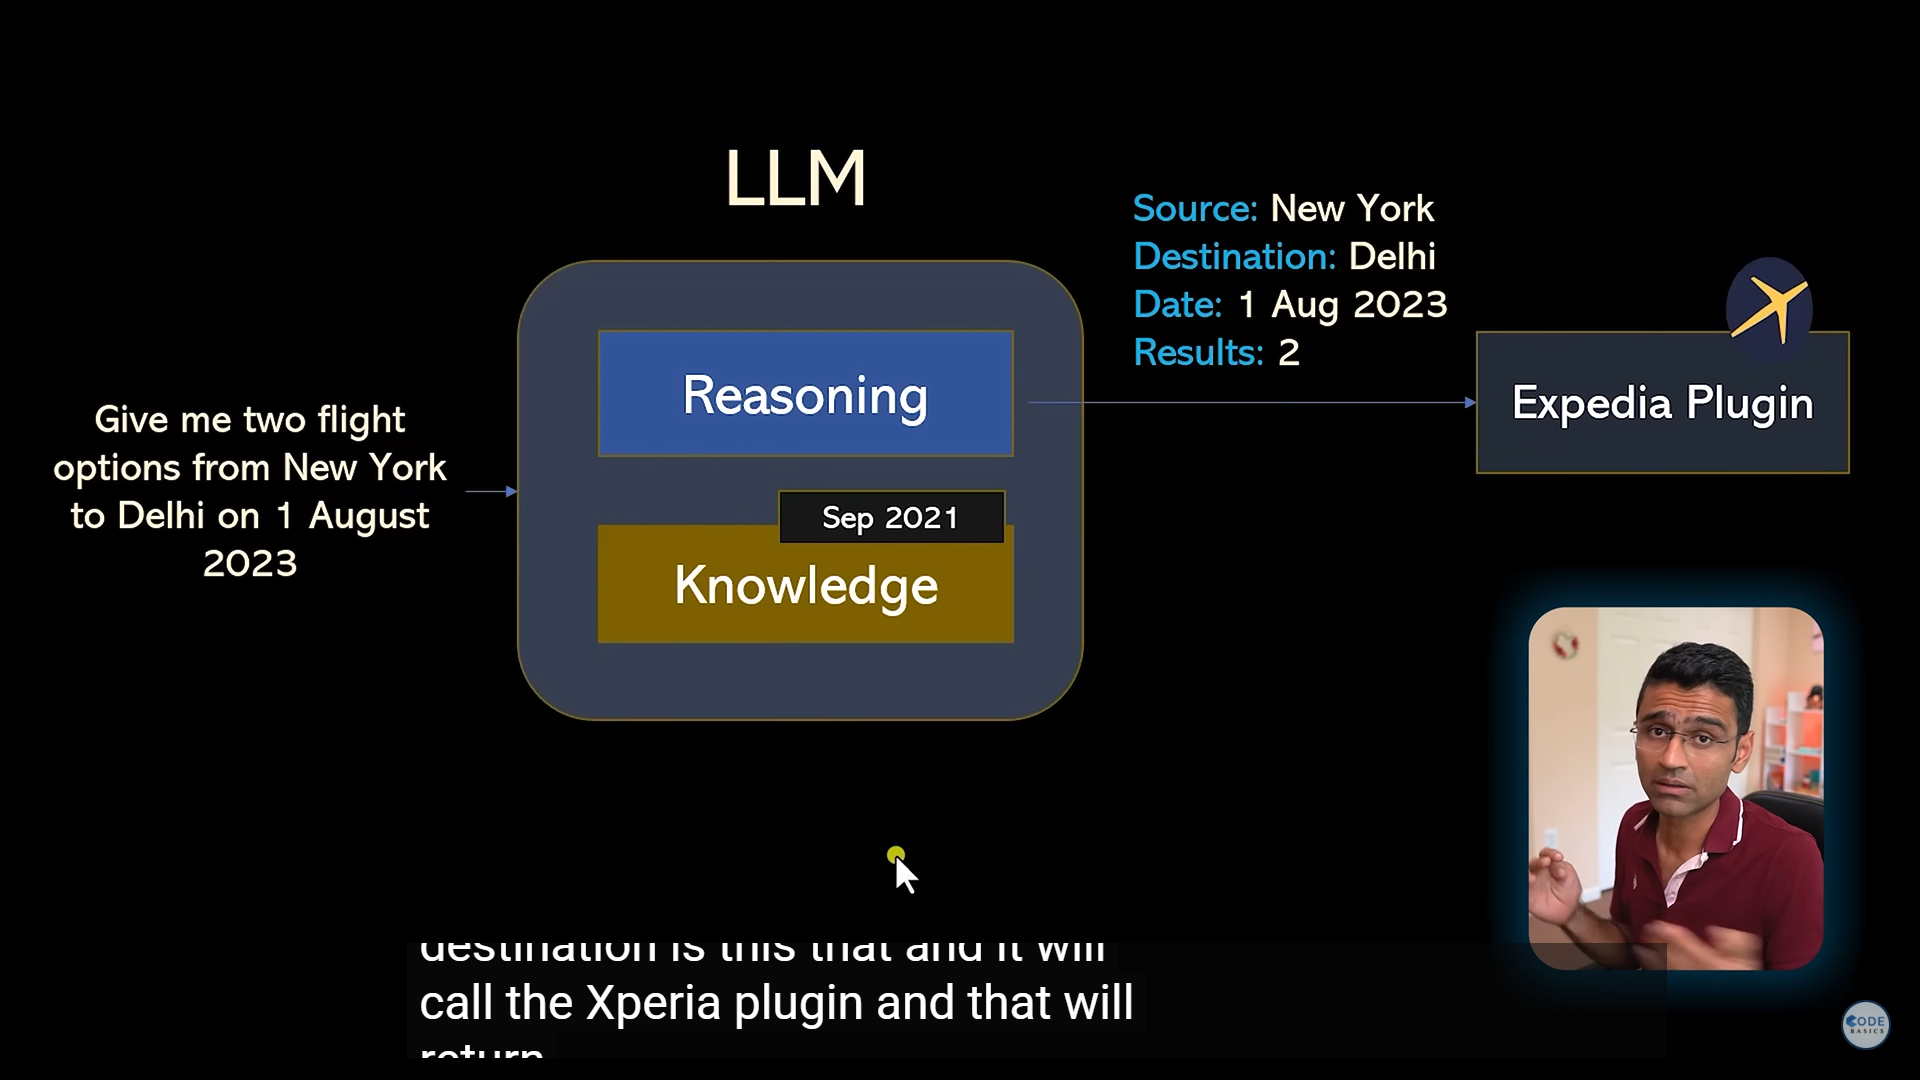 LLM
Source: New York
Destination: Delhi
Date: 1 Aug 2023
Results: 2
Give me two flight
options from New York
to Delhi on 1 August
2023
Reasoning
Sep 2021
Knowledge
Expedia Plugin
destination is this that and it will
call the Xperia plugin and that will
return
CODE
BASICS